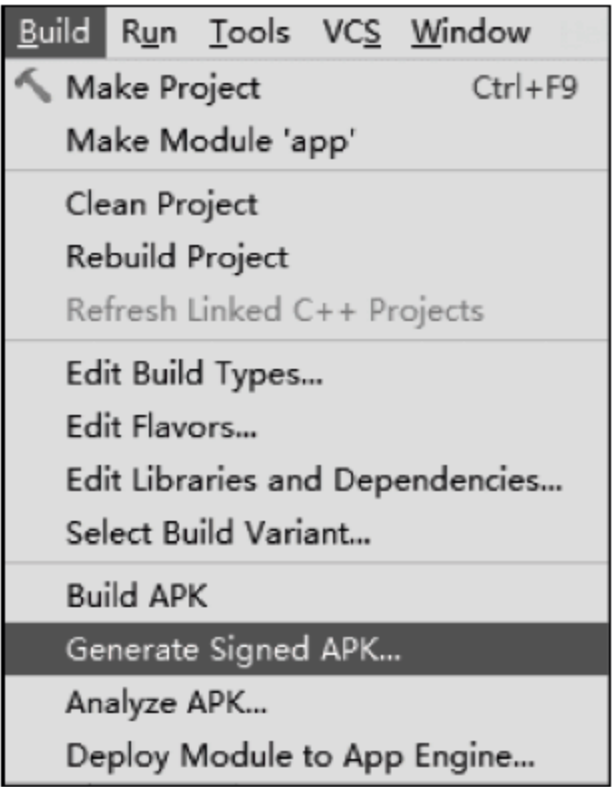 Build Run Tools VCS Window
Make Project Ctrl+F9
Make Module 'app'
Clean Project
Rebuild Project
Refresh Linked C++ Projects
Edit Build Types...
Edit Flavors...
Edit Libraries and Dependencies...
Select Build Variant...
Build APK
Generate Signed APK...
Analyze APK...
Deploy Module to App Engine...